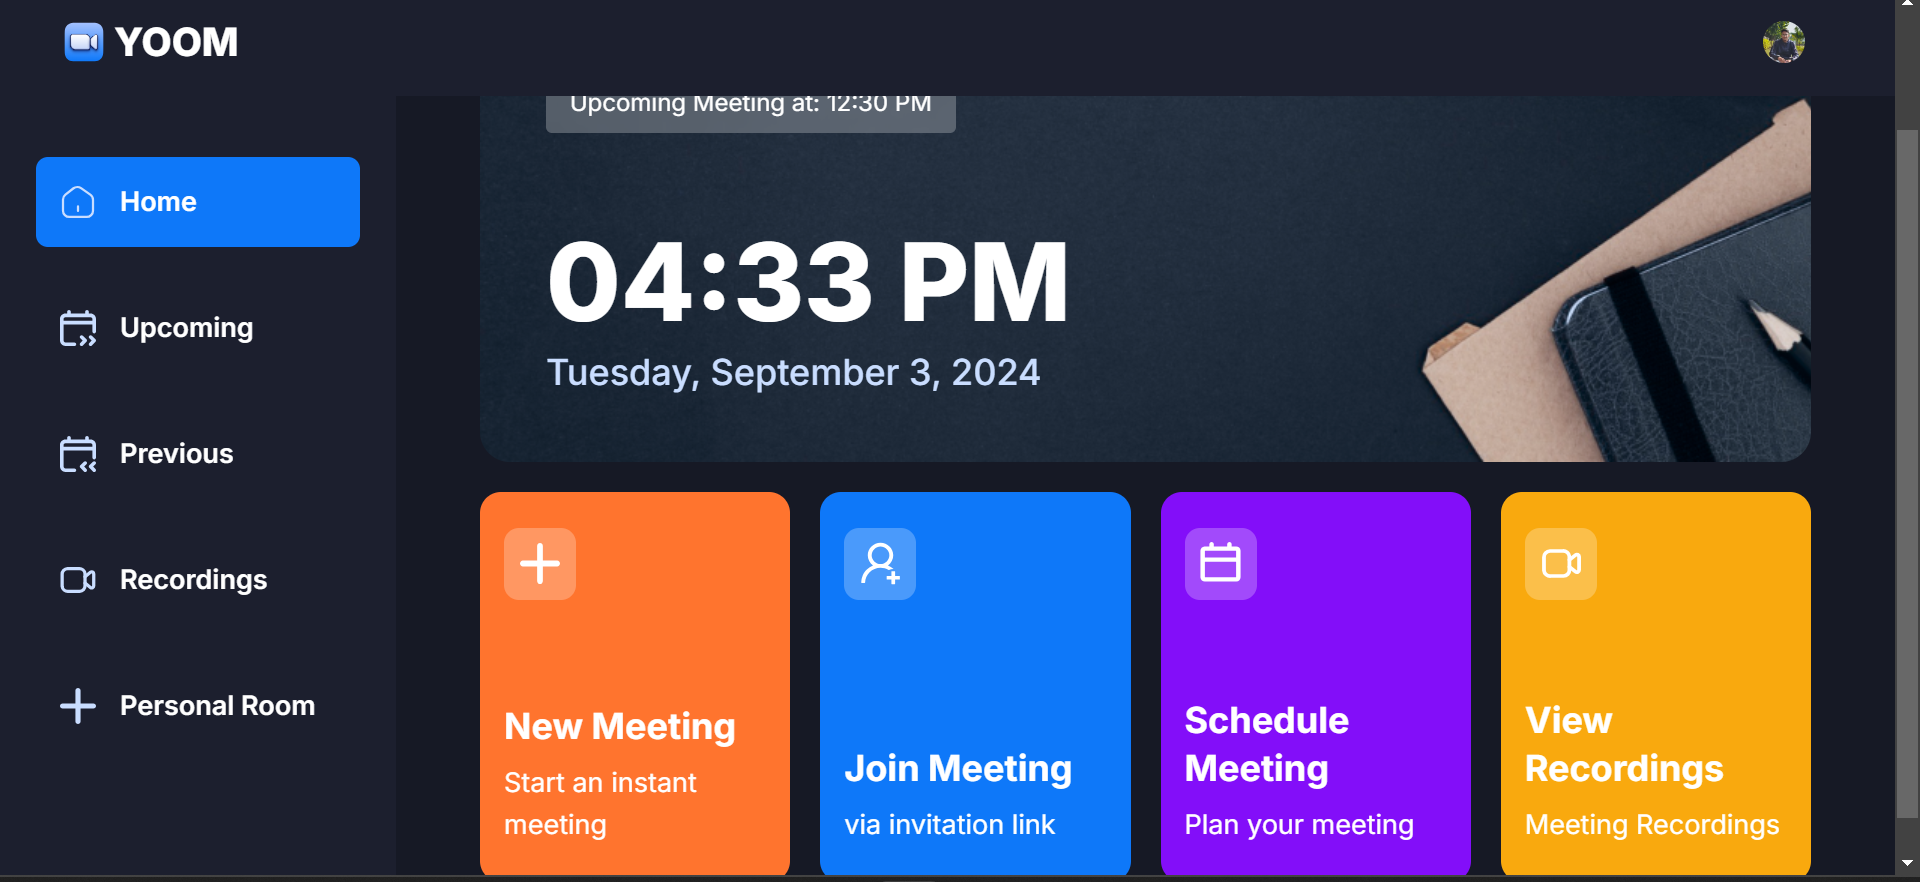 YOOM
Home
Upcoming
Previous
Recordings
Personal Room
Upcoming Meeting at: 12:30 PM
04:33 PM
Tuesday, September 3, 2024
New Meeting
Start an instant
meeting
Join Meeting
via invitation link
Schedule
Meeting
Plan your meeting
View
Recordings
Meeting Recordings